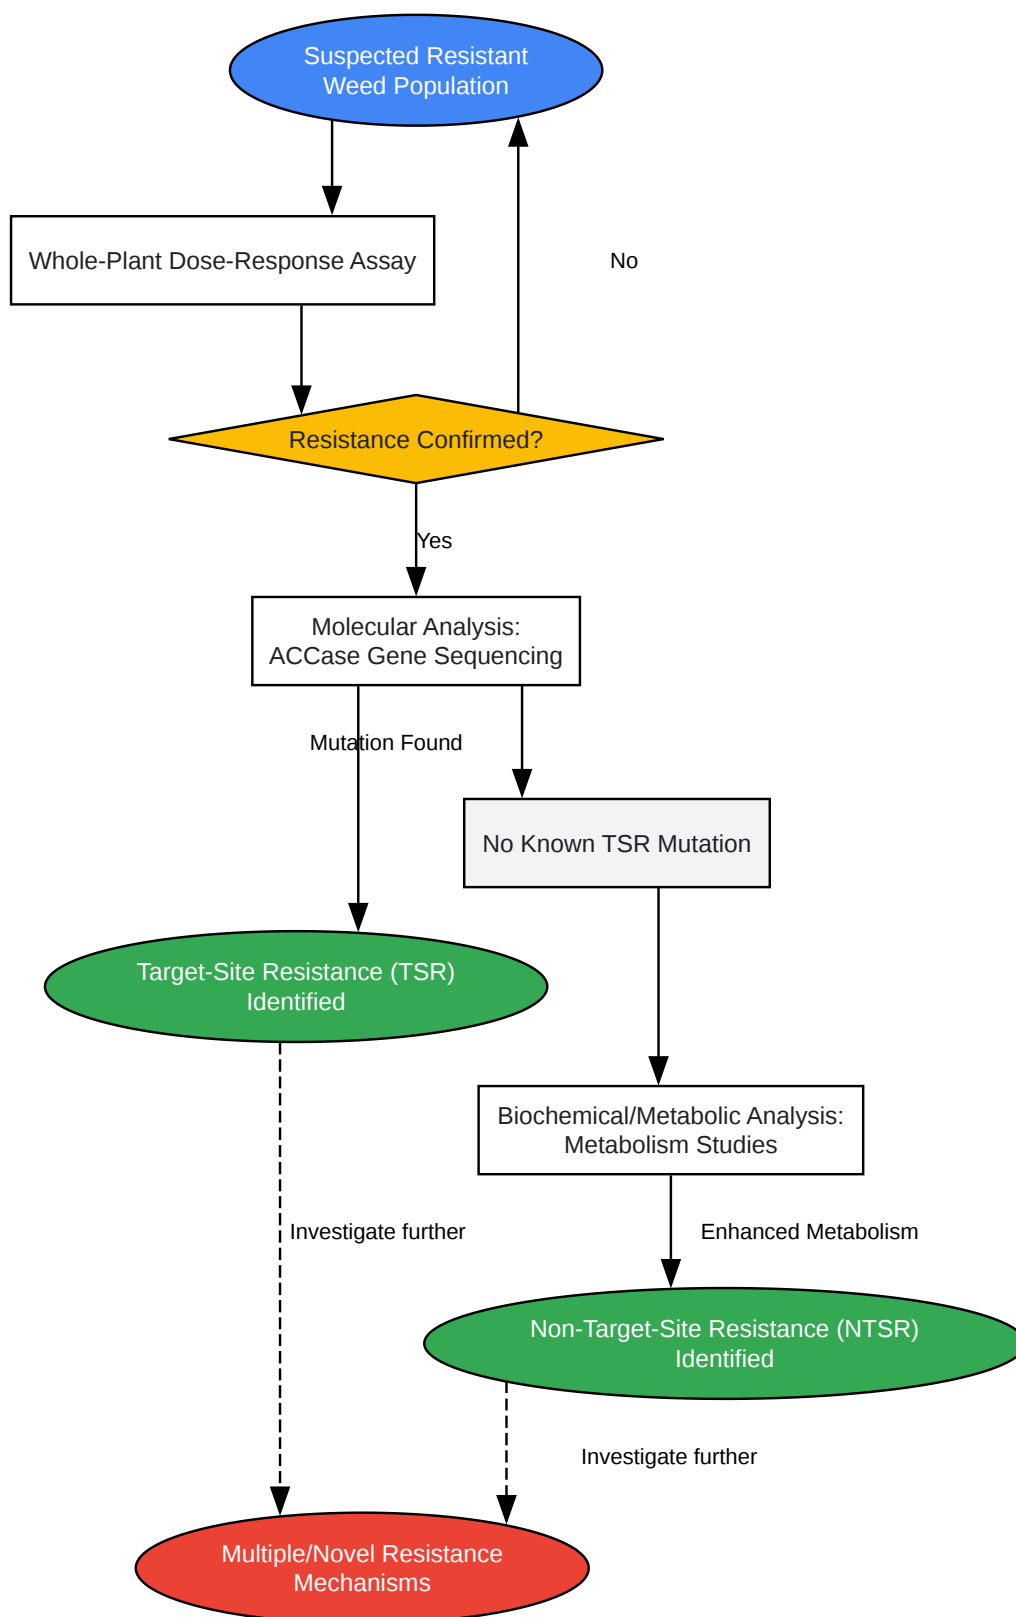 Suspected Resistant
Weed Population
Whole-Plant Dose-Response Assay
No
Resistance Confirmed?
Yes
Molecular Analysis:
ACCase Gene Sequencing
Mutation Found
No Known TSR Mutation
Target-Site Resistance (TSR)
Identified
Biochemical/Metabolic Analysis:
Metabolism Studies
Investigate further
Enhanced Metabolism
Non-Target-Site Resistance (NTSR)
Identified
Investigate further
Multiple/Novel Resistance
Mechanisms